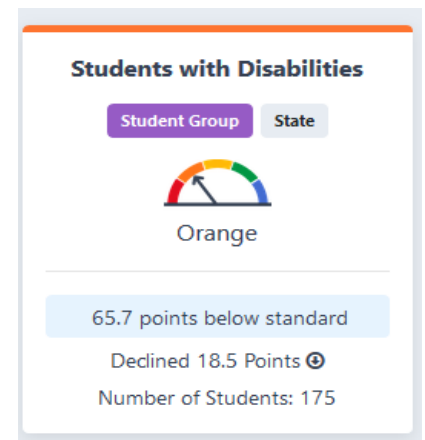 Students with Disabilities
Student Group State
Orange
65.7 points below standard
Declined 18.5 Points
Number of Students: 175